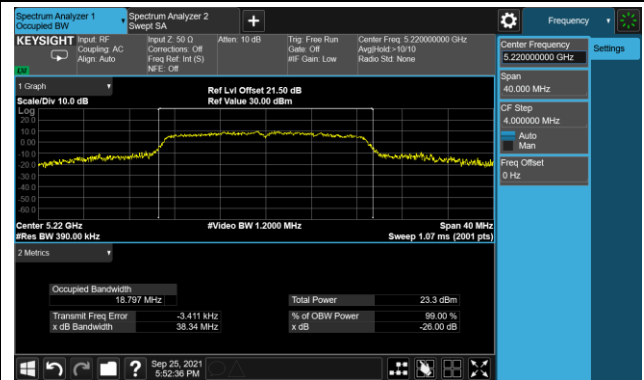 Spectrum Analyzer 1
Occupied BW
Spectrum Analyzer 2
Swept SA
Frequency
KEYSIGHT
Input: RF
Coupling: AC
Align: Auto
Input Z: 50 Ω
Corrections: Off
Freq Ref: Int (S)
NFE: Off
Atten: 10 dB
Trig: Free Run
Gate: Off
#IF Gain: Low
Center Freq: 5.220000000 GHz
Avg|Hold:>10/10
Radio Std: None
Center Frequency
5.220000000 GHz
Settings
Span
40.000 MHz
CF Step
4.000000 MHz
Auto
Man
Freq Offset
0 Hz
1 Graph
Scale/Div 10.0 dB
Ref Lvl Offset 21.50 dB
Ref Value 30.00 dBm
Log
20.0
10.0
0.00
-10.0
-20.0
-30.0
-40.0
-50.0
-60.0
Center 5.22 GHz
#Res BW 390.00 kHz
#Video BW 1.2000 MHz
Span 40 MHz
Sweep 1.07 ms (2001 pts)
2 Metrics
Occupied Bandwidth
18.797 MHz
Total Power 23.3 dBm
Transmit Freq Error -3.411 kHz
% of OBW Power 99.00 %
x dB Bandwidth 38.34 MHz
x dB -26.00 dB
Sep 25, 2021
5:52:36 PM